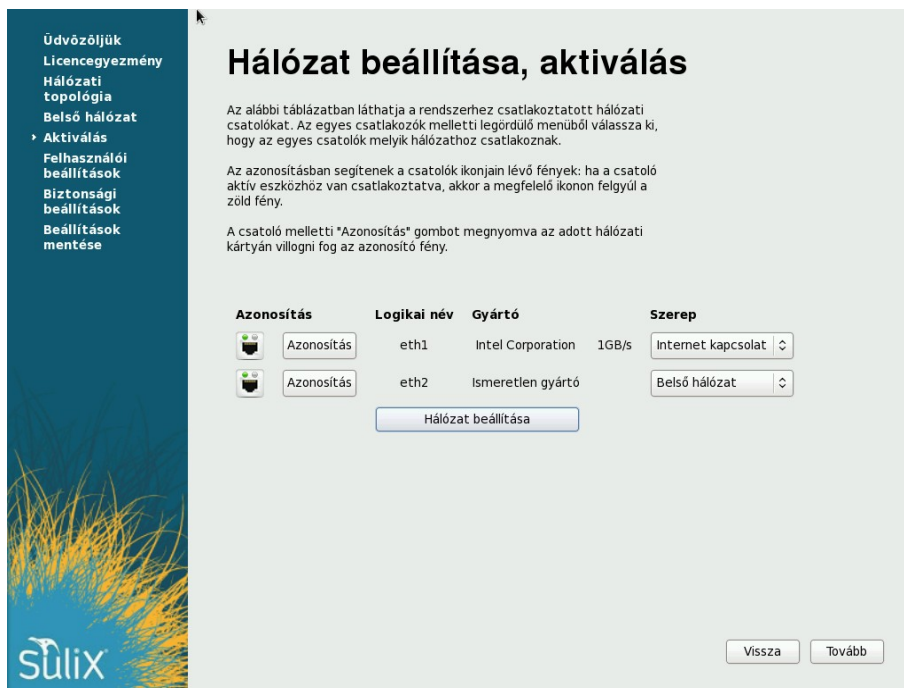 Üdvözöljük
Licencegyezmény
Hálózati
topológia
Belső hálózat
Aktiválás
Felhasználói
beállítások
Biztonsági
beállítások
Beállítások
mentése
Hálózat beállítása, aktiválás
Az alábbi táblázatban láthatja a rendszerhez csatlakoztatott hálózati
csatolókat. Az egyes csatlakozók melletti legördülő menüből válassza ki,
hogy az egyes csatolók melyik hálózathoz csatlakoznak.
Az azonosításban segítenek a csatolók ikonjain lévő fények: ha a csatoló
aktív eszközhöz van csatlakoztatva, akkor a megfelelő ikonon felgyúl a
zöld fény.
A csatoló melletti "Azonosítás" gombot megnyomva az adott hálózati
kártyán villogni fog az azonosító fény.
Azonosítás Logikai név Gyártó Szerep
Azonosítás eth1 Intel Corporation 1GB/s Internet kapcsolat
Azonosítás eth2 Ismeretlen gyártó Belső hálózat
Hálózat beállítása
SuliX
Vissza Tovább